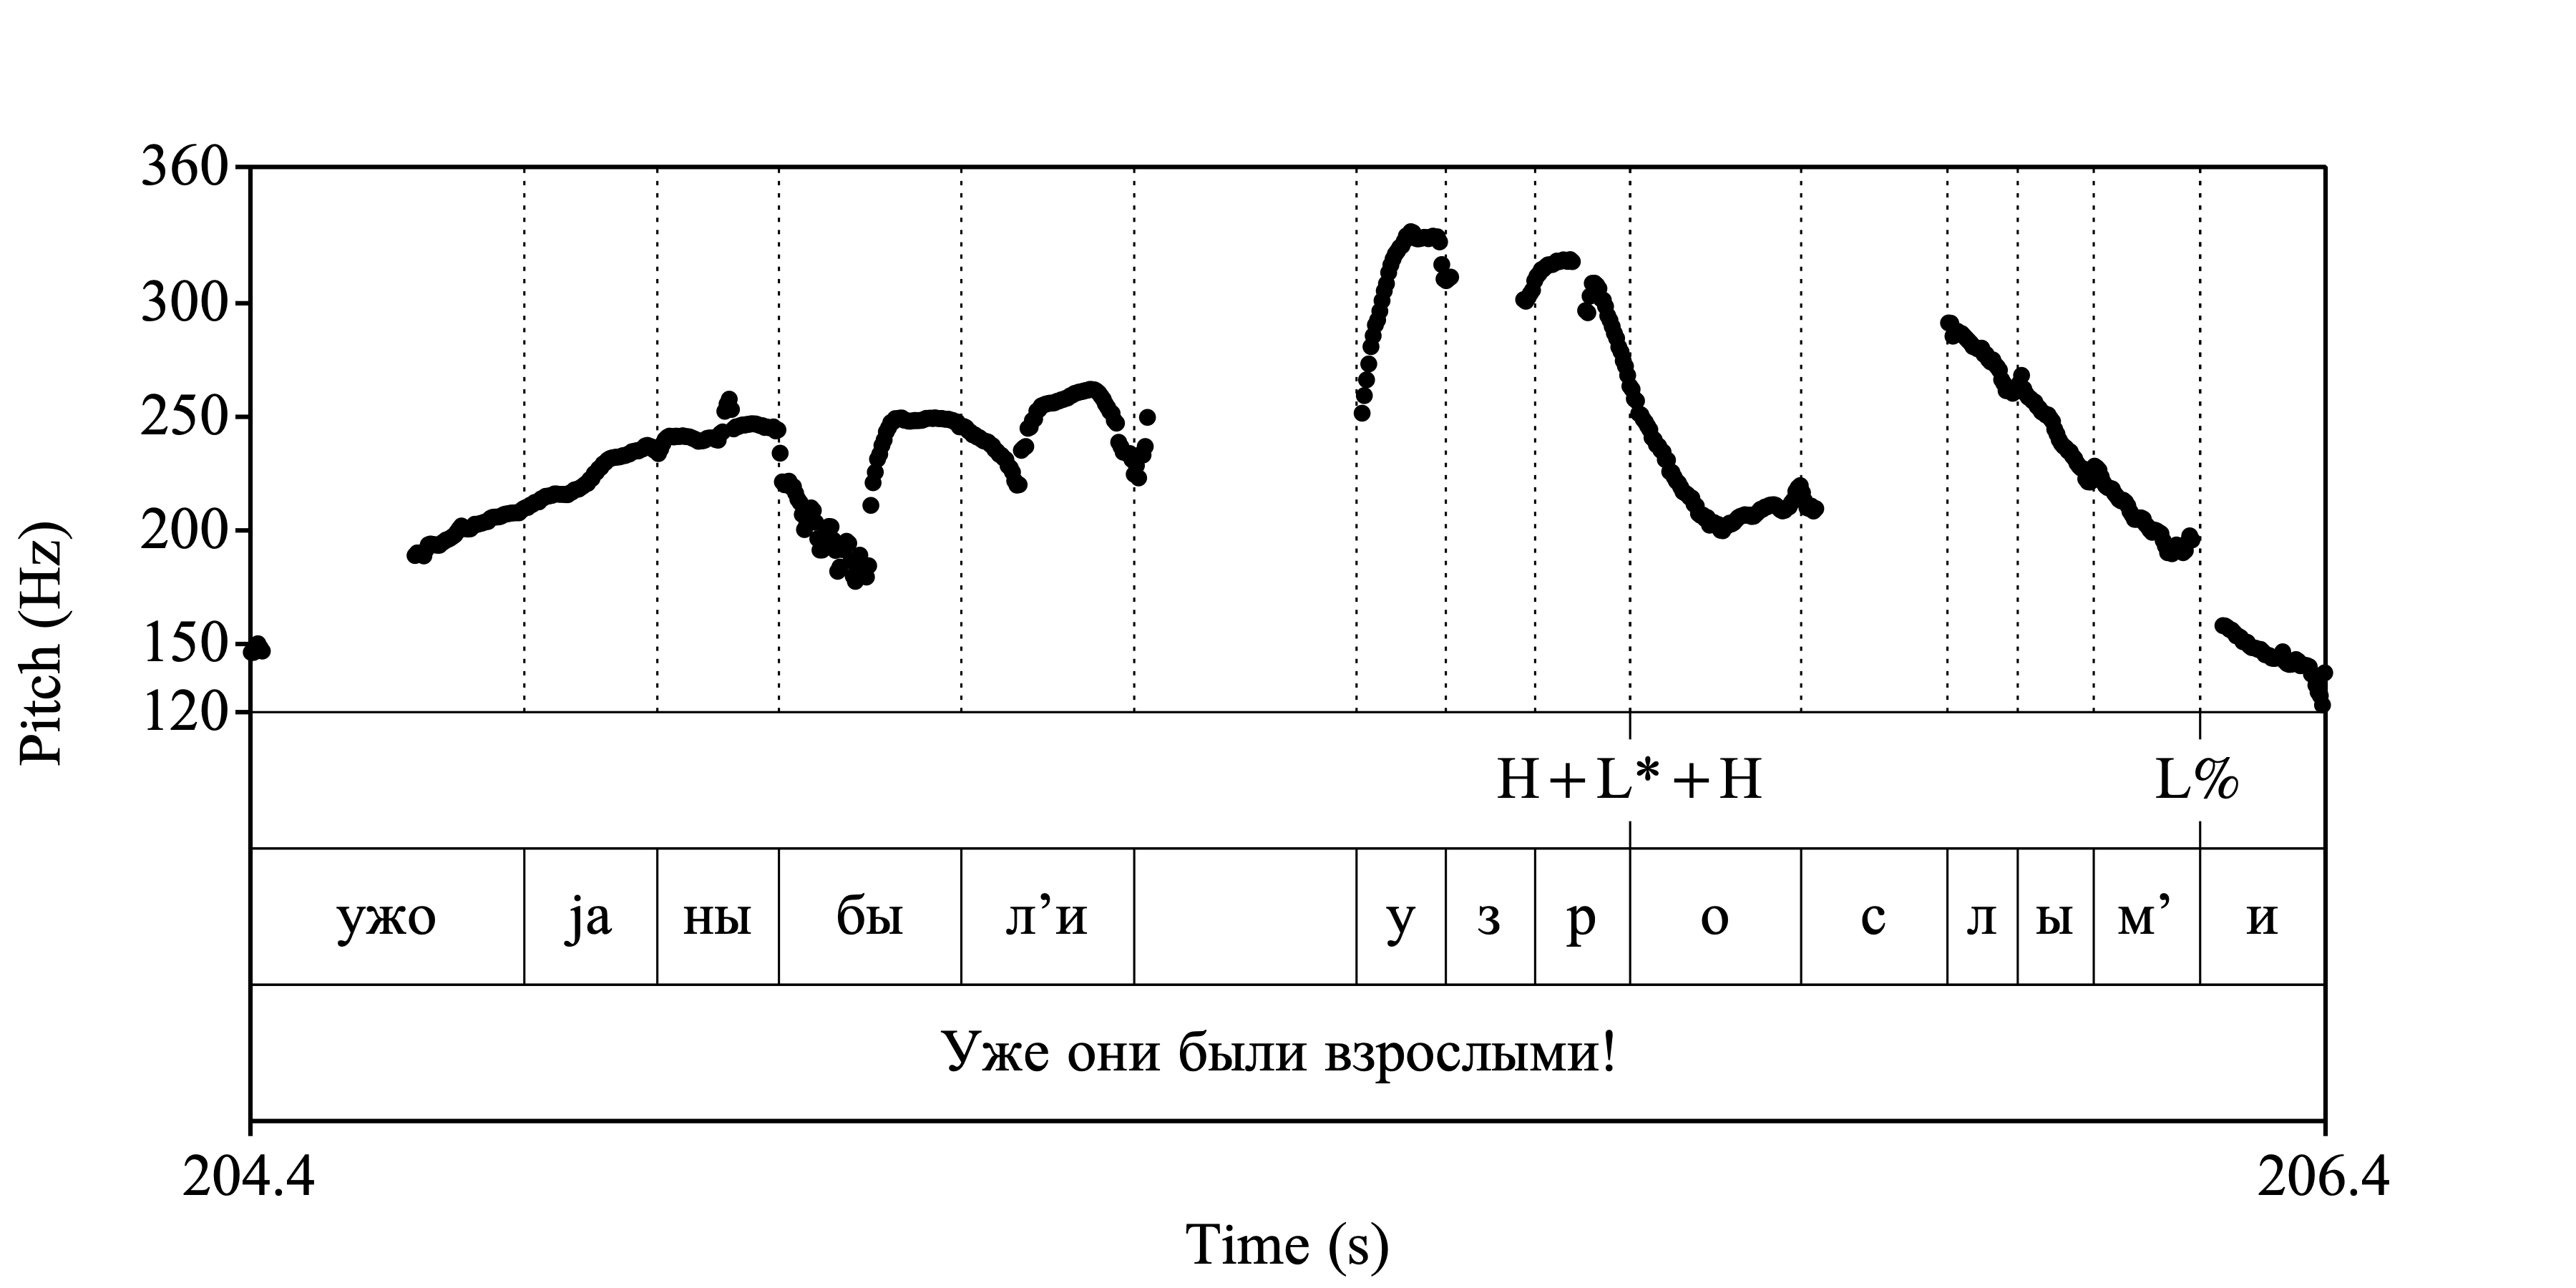 360
300
250
200
150
120
Pitch (Hz)
H+L*+H L%
ужо ја ны бы л’и у з р о с л ы м’ и
Уже они были взрослыми!
204.4 206.4
Time (s)